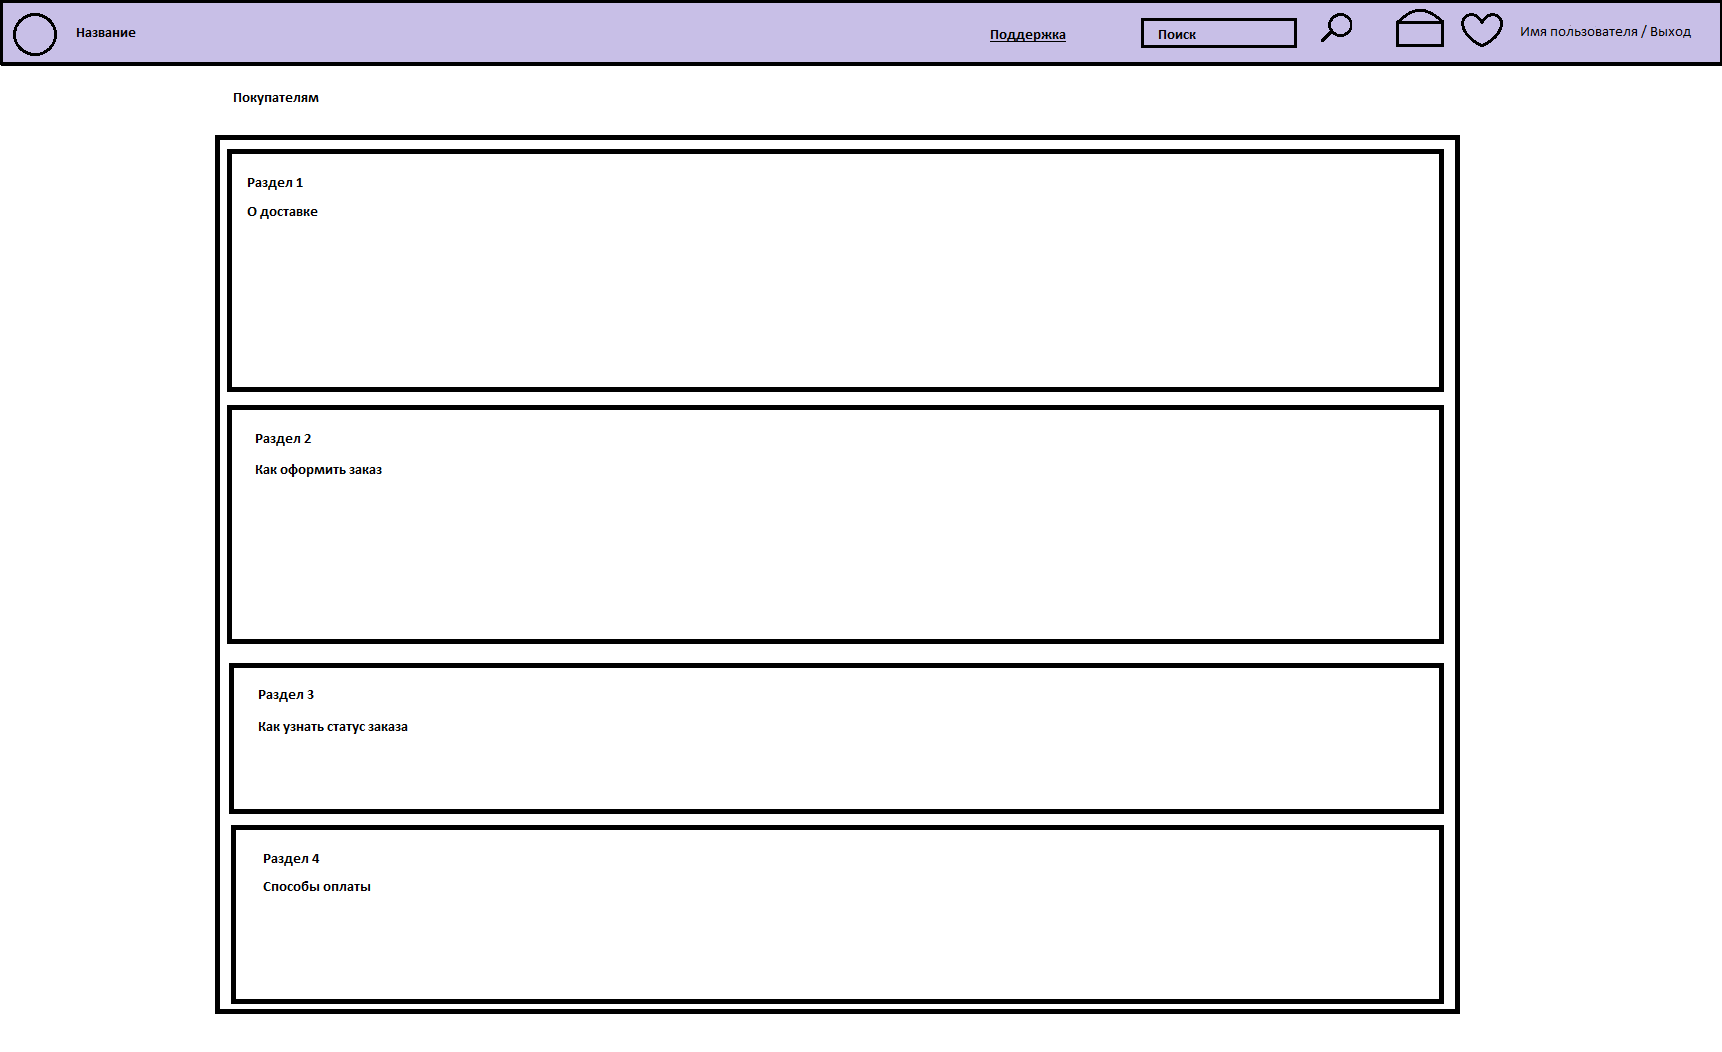 Название
Поддержка
Поиск
Имя пользователя / Выход
Покупателям
Раздел 1
О доставке
Раздел 2
Как оформить заказ
Раздел 3
Как узнать статус заказа
Раздел 4
Способы оплаты